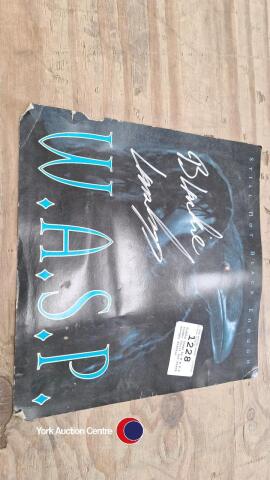 Still Not Black Enough
Blackie
Lawless
W.A.S.P.
1228
York Auction Centre